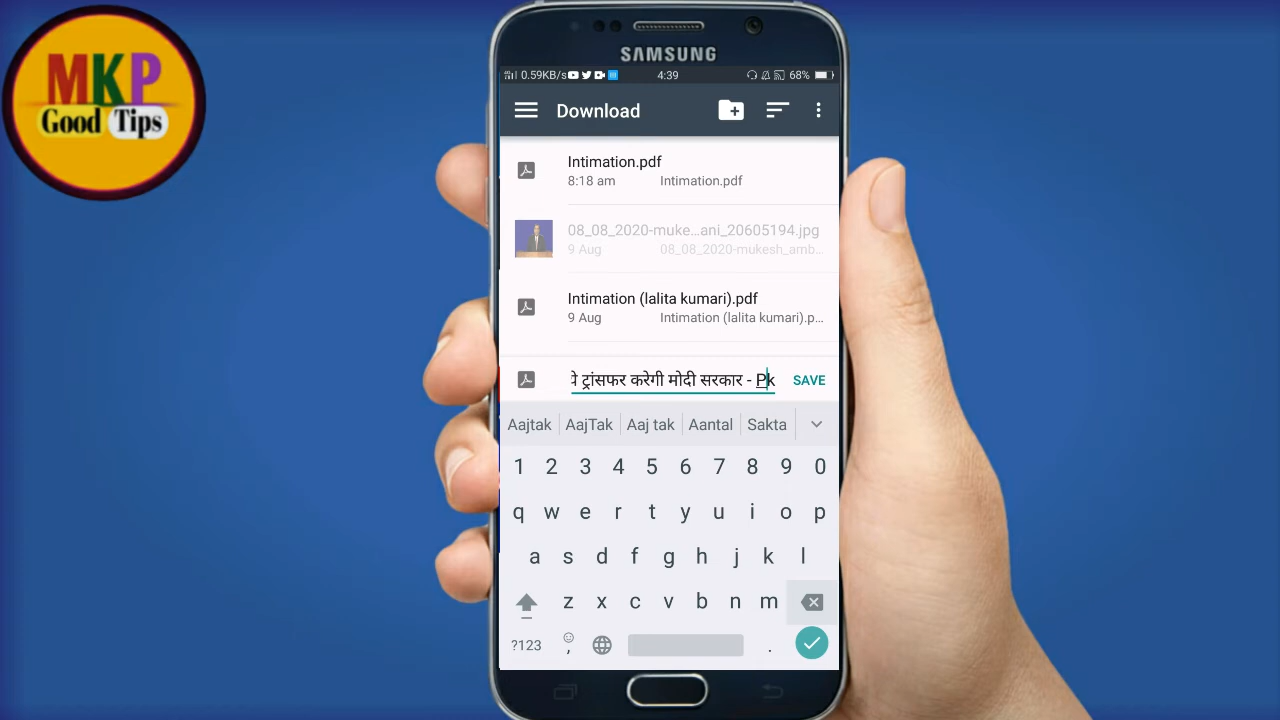 MKP
Good Tips
SAMSUNG
0.59KB/s
4:39
68%
Download
Intimation.pdf
8:18 am Intimation.pdf
08_08_2020-muke...ani_20605194.jpg
9 Aug 08_08_2020-mukesh_amb...
Intimation (lalita kumari).pdf
9 Aug Intimation (lalita kumari).p...
े ट्रांसफर करेगी मोदी सरकार - Pk SAVE
Aajtak AajTak Aaj tak Aantal Sakta
1 2 3 4 5 6 7 8 9 0
q w e r t y u i o p
a s d f g h j k l
z x c v b n m
?123 , .